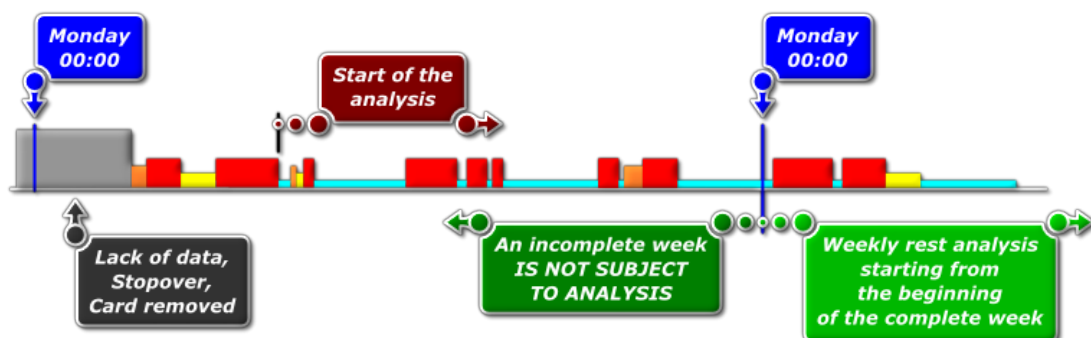 Monday
00:00
Start of the
analysis
Monday
00:00
Lack of data,
Stopover,
Card removed
An incomplete week
IS NOT SUBJECT
TO ANALYSIS
Weekly rest analysis
starting from
the beginning
of the complete week